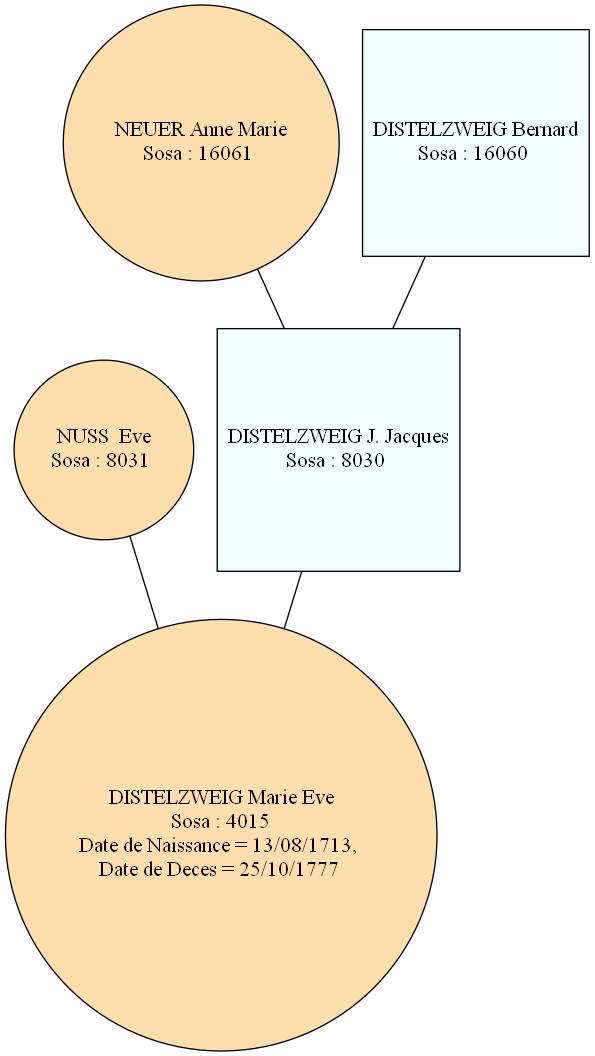 NEUER Anne Marie
Sosa : 16061
DISTELZWEIG Bernard
Sosa : 16060
NUSS  Eve
Sosa : 8031
DISTELZWEIG J. Jacques
Sosa : 8030
DISTELZWEIG Marie Eve
Sosa : 4015
Date de Naissance = 13/08/1713,
Date de Deces = 25/10/1777